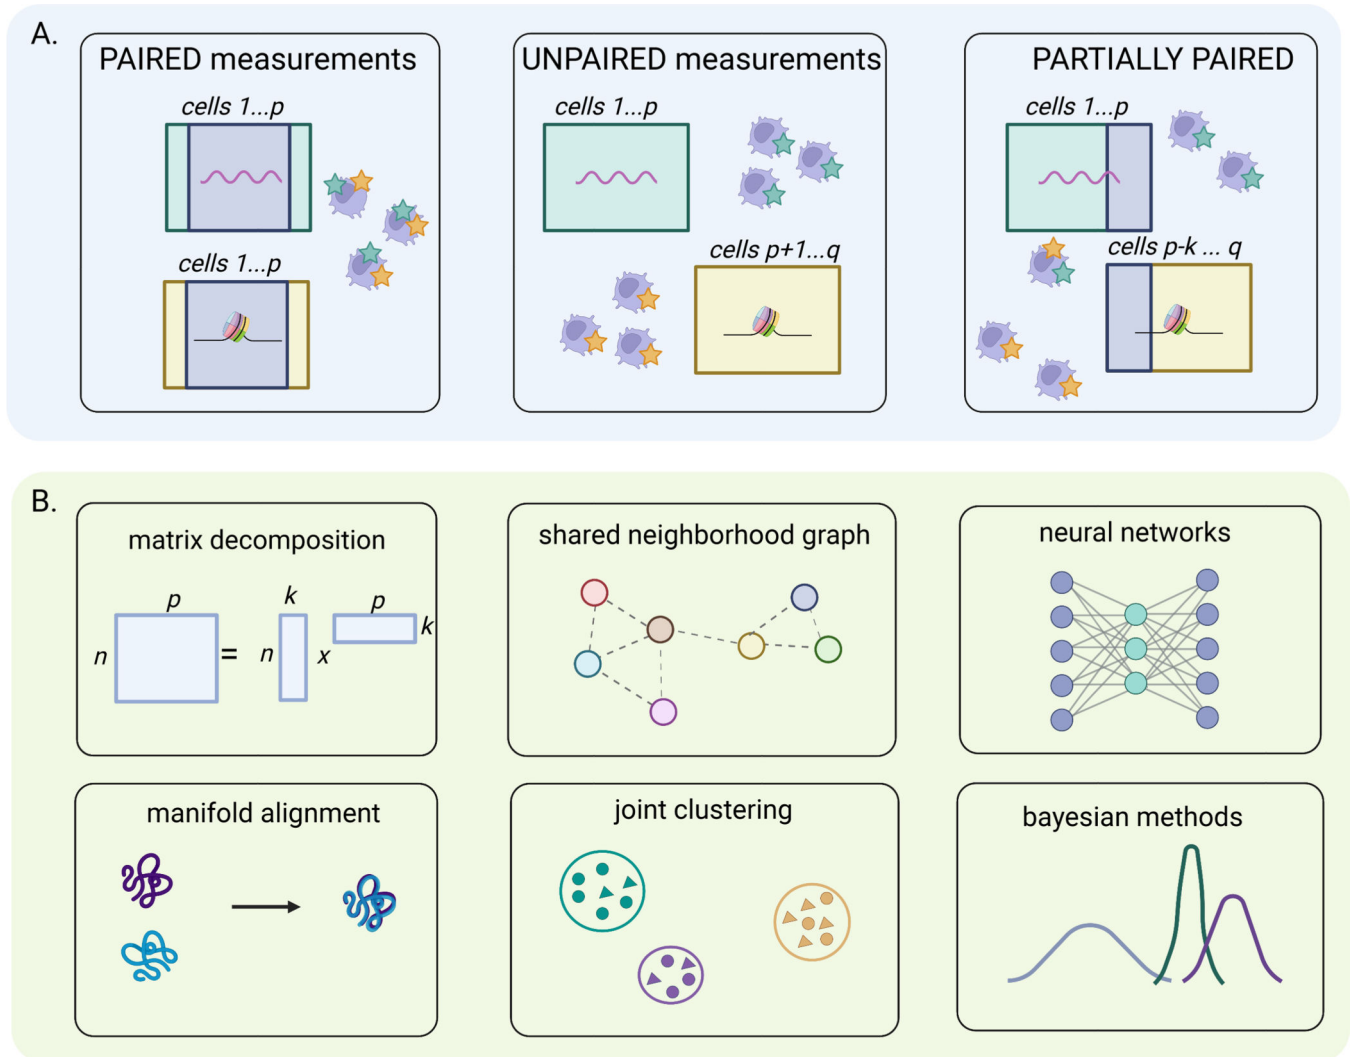 A.
PAIRED measurements
cells 1...p
cells 1...p
UNPAIRED measurements
cells 1...p
cells p+1...q
PARTIALLY PAIRED
cells 1...p
cells p-k ... q
B.
matrix decomposition
p
n
=
k
n
x
p
k
shared neighborhood graph
neural networks
manifold alignment
joint clustering
bayesian methods